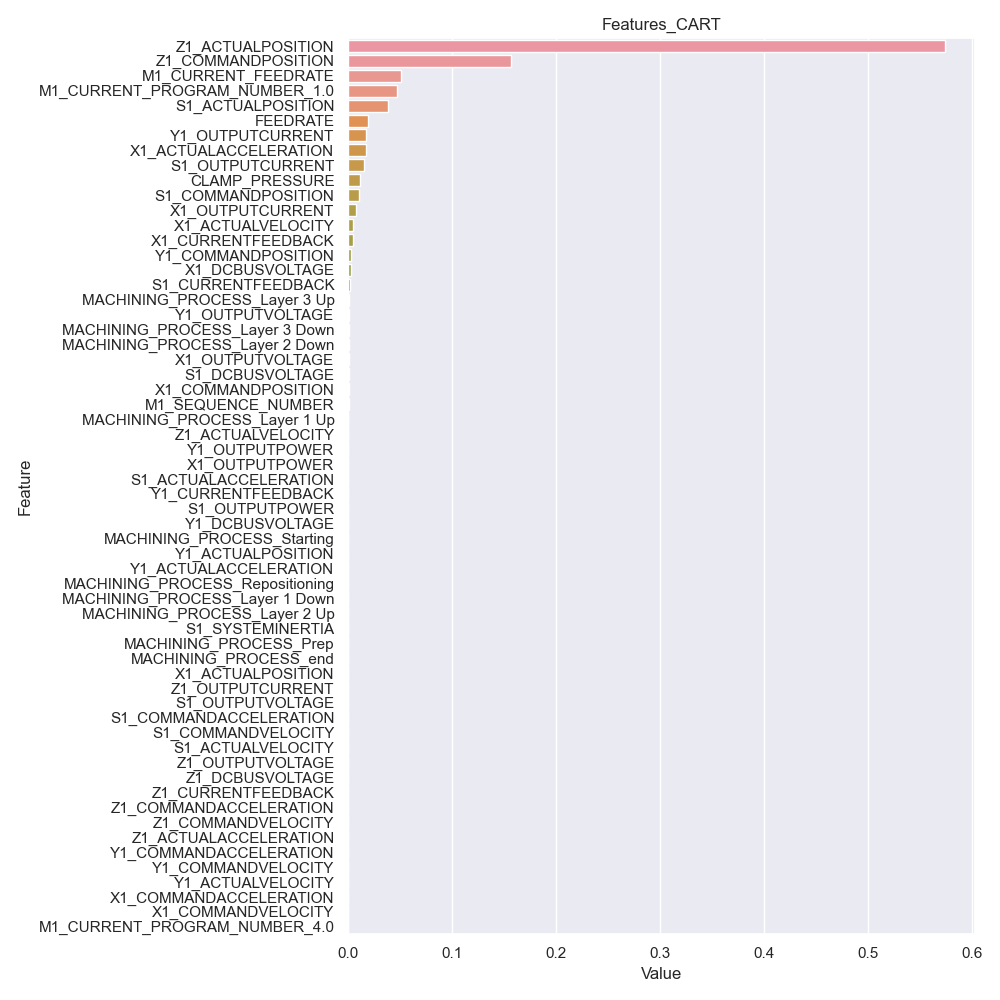 Features_CART
Z1_ACTUALPOSITION
Z1_COMMANDPOSITION
M1_CURRENT_FEEDRATE
M1_CURRENT_PROGRAM_NUMBER_1.0
S1_ACTUALPOSITION
FEEDRATE
Y1_OUTPUTCURRENT
X1_ACTUALACCELERATION
S1_OUTPUTCURRENT
CLAMP_PRESSURE
S1_COMMANDPOSITION
X1_OUTPUTCURRENT
X1_ACTUALVELOCITY
X1_CURRENTFEEDBACK
Y1_COMMANDPOSITION
X1_DCBUSVOLTAGE
S1_CURRENTFEEDBACK
MACHINING_PROCESS_Layer 3 Up
Y1_OUTPUTVOLTAGE
MACHINING_PROCESS_Layer 3 Down
MACHINING_PROCESS_Layer 2 Down
X1_OUTPUTVOLTAGE
S1_DCBUSVOLTAGE
X1_COMMANDPOSITION
M1_SEQUENCE_NUMBER
MACHINING_PROCESS_Layer 1 Up
Z1_ACTUALVELOCITY
Y1_OUTPUTPOWER
X1_OUTPUTPOWER
S1_ACTUALACCELERATION
Y1_CURRENTFEEDBACK
S1_OUTPUTPOWER
Y1_DCBUSVOLTAGE
MACHINING_PROCESS_Starting
Y1_ACTUALPOSITION
Y1_ACTUALACCELERATION
MACHINING_PROCESS_Repositioning
MACHINING_PROCESS_Layer 1 Down
MACHINING_PROCESS_Layer 2 Up
S1_SYSTEMINERTIA
MACHINING_PROCESS_Prep
MACHINING_PROCESS_end
X1_ACTUALPOSITION
Z1_OUTPUTCURRENT
S1_OUTPUTVOLTAGE
S1_COMMANDACCELERATION
S1_COMMANDVELOCITY
S1_ACTUALVELOCITY
Z1_OUTPUTVOLTAGE
Z1_DCBUSVOLTAGE
Z1_CURRENTFEEDBACK
Z1_COMMANDACCELERATION
Z1_COMMANDVELOCITY
Z1_ACTUALACCELERATION
Y1_COMMANDACCELERATION
Y1_COMMANDVELOCITY
Y1_ACTUALVELOCITY
X1_COMMANDACCELERATION
X1_COMMANDVELOCITY
M1_CURRENT_PROGRAM_NUMBER_4.0
Feature
0.0 0.1 0.2 0.3 0.4 0.5 0.6
Value